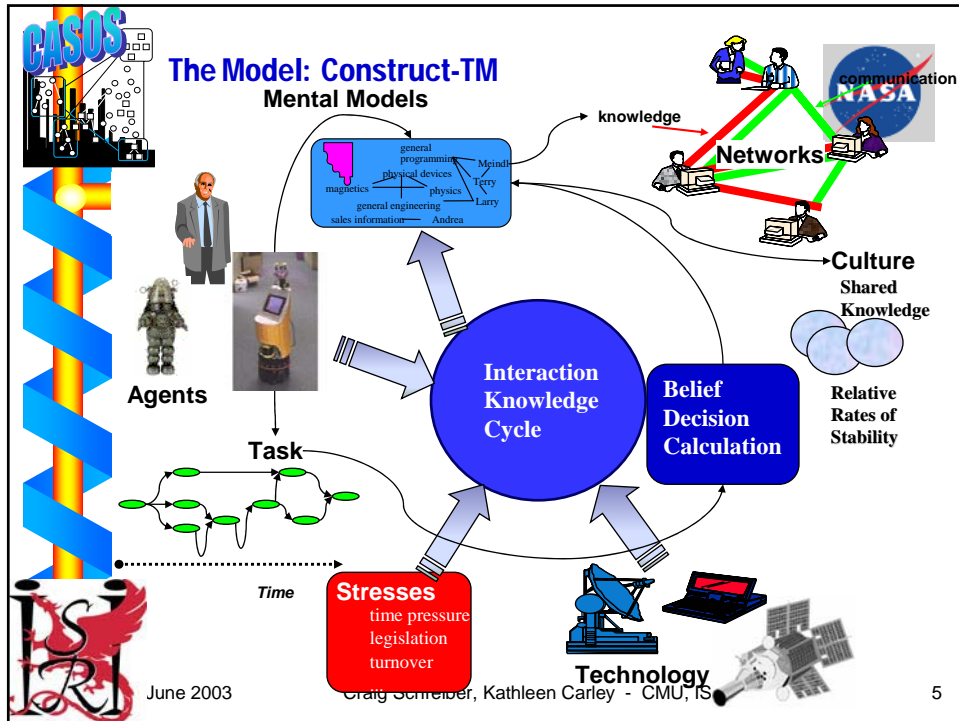 CASOS
The Model: Construct-TM
Mental Models
general
programming
Meindl
physical devices
Terry
magnetics
physics
Larry
general engineering
sales information
Andrea
knowledge
communication
NASA
Networks
Culture
Shared
Knowledge
Relative
Rates of
Stability
Agents
Interaction
Knowledge
Cycle
Belief
Decision
Calculation
Task
Time
Stresses
time pressure
legislation
turnover
Technology
ISRI
June 2003
Craig Schreiber, Kathleen Carley - CMU, IS
5